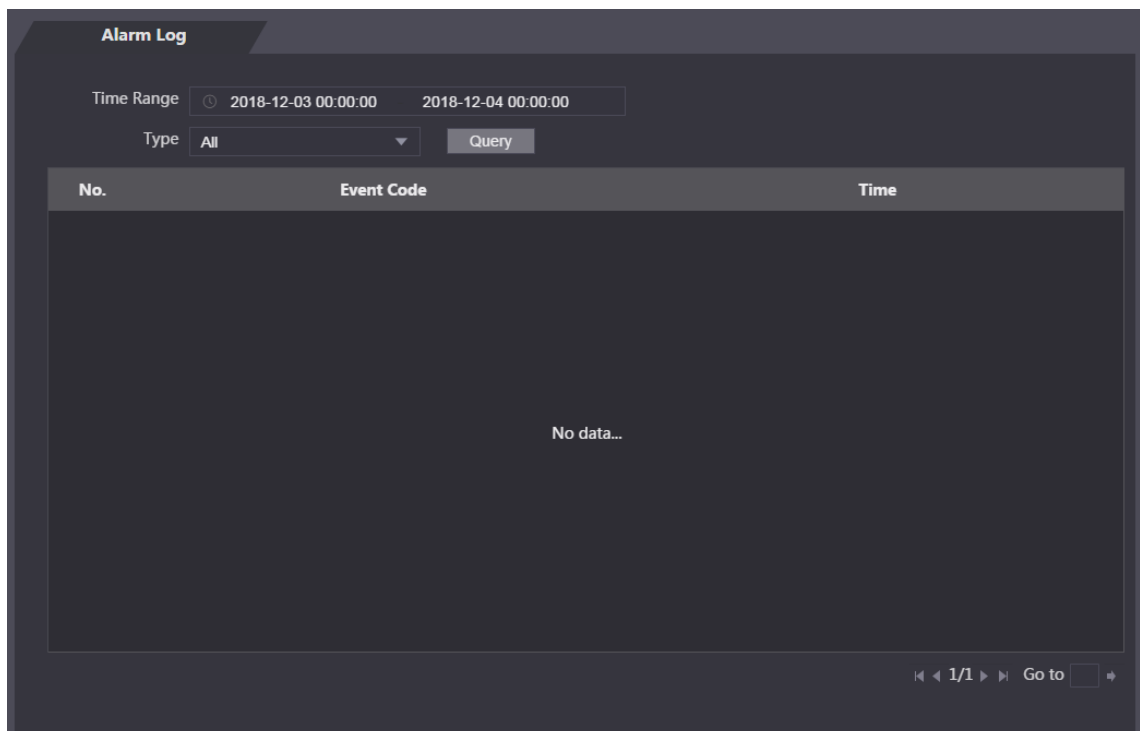 Alarm Log
Time Range 2018-12-03 00:00:00 2018-12-04 00:00:00
Type All Query
No. Event Code Time
No data...
1/1 Go to